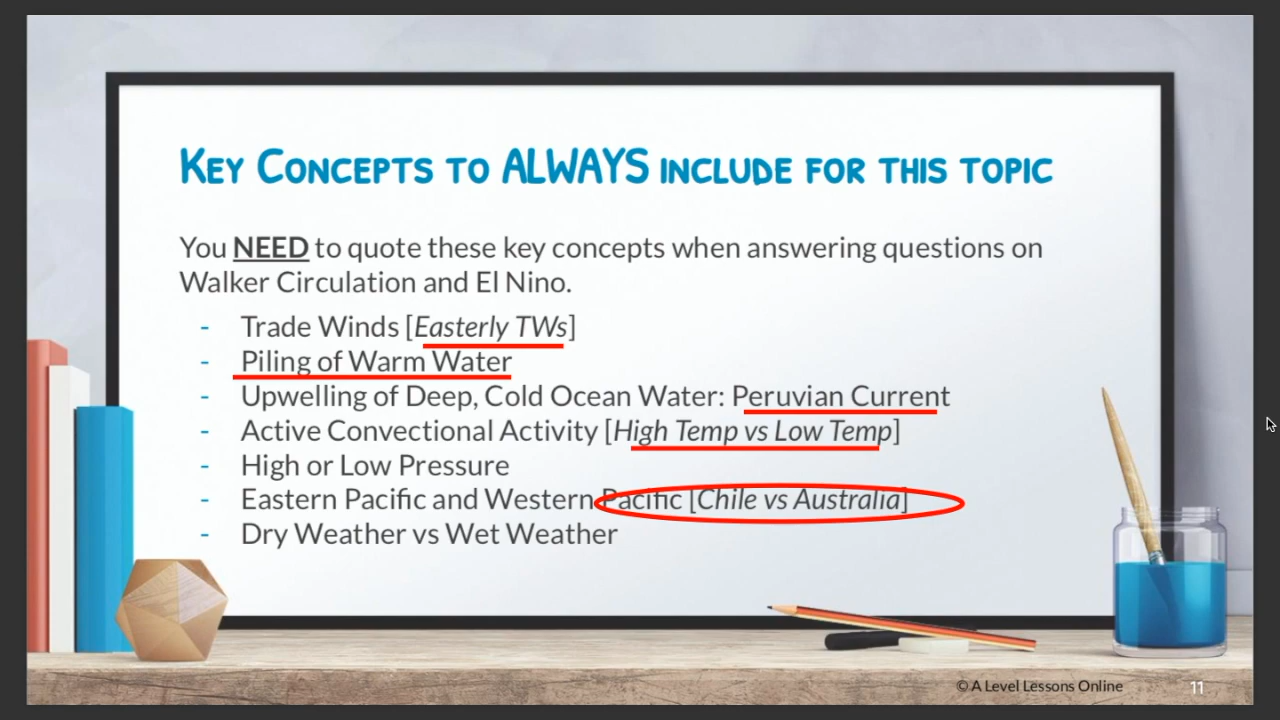 Key Concepts to ALWAYS include for this topic
You NEED to quote these key concepts when answering questions on
Walker Circulation and El Nino.
- Trade Winds [Easterly TWs]
- Piling of Warm Water
- Upwelling of Deep, Cold Ocean Water: Peruvian Current
- Active Convectional Activity [High Temp vs Low Temp]
- High or Low Pressure
- Eastern Pacific and Western Pacific [Chile vs Australia]
- Dry Weather vs Wet Weather
© A Level Lessons Online
11